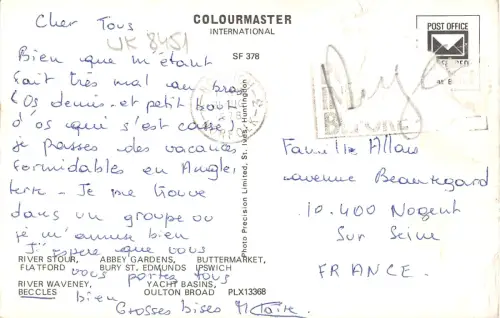 COLOURMASTER
INTERNATIONAL
SF 378
UK 8451
Cher Tous
Bien que m'étant
fait très mal au bras
(Os demis et petit bout
d'os qui s'est cassé)
je passe des vacances
formidables en Angle,
terre - Je me trouve
dans un groupe où
je m'amuse bien
J'espère que vous
vous portez tous
bien
Grosses bises M Claire
RIVER STOUR, ABBEY GARDENS, BUTTERMARKET,
FLATFORD BURY ST. EDMUNDS IPSWICH
RIVER WAVENEY, YACHT BASINS,
BECCLES OULTON BROAD PLX13368
Photo Precision Limited, St. Ives, Huntingdon
POST OFFICE
Famille Allais
avenue Beauregard
10.400 Nogent
Sur Seine
FRANCE.